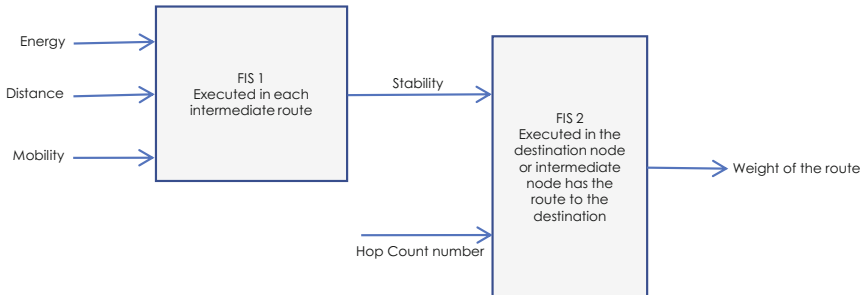 Energy
Distance
Mobility
FIS 1
Executed in each
intermediate route
Stability
Hop Count number
FIS 2
Executed in the
destination node
or intermediate
node has the
route to the
destination
Weight of the route